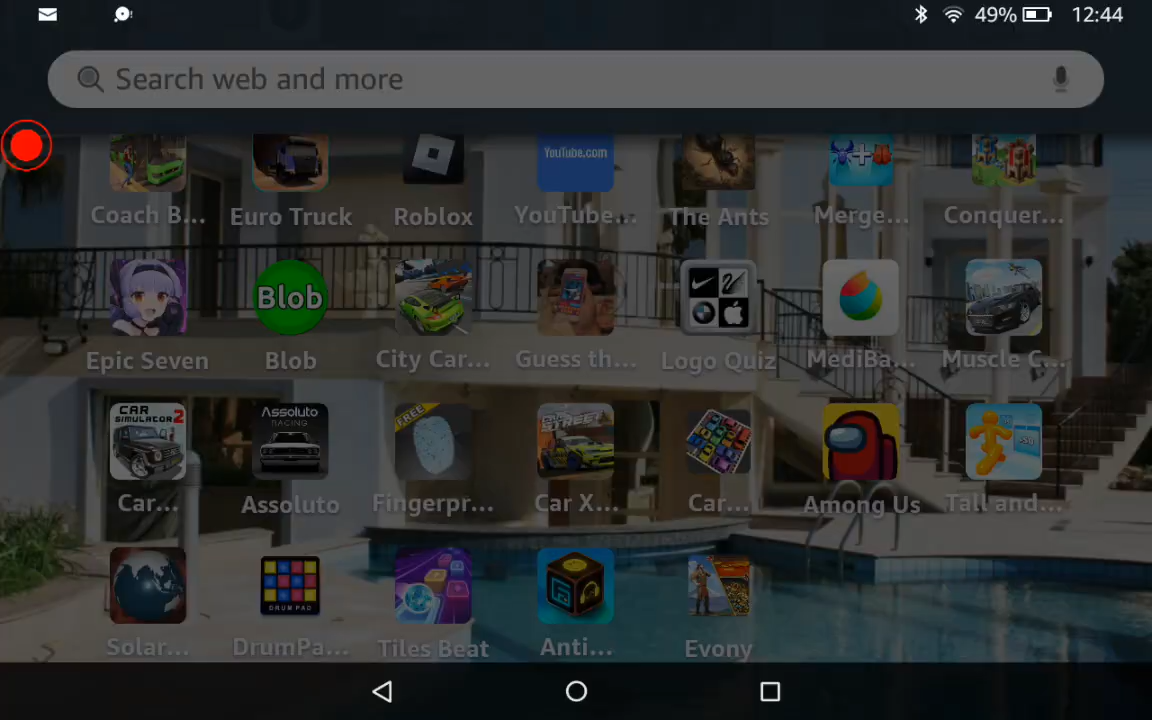 49% 12:44
Search web and more
YouTube.com
Coach B... Euro Truck Roblox YouTube... The Ants Merge... Conquer...
Blob
Epic Seven Blob City Car... Guess th... Logo Quiz MediBa... Muscle C...
CAR SIMULATOR 2 Assoluto RACING FREE STREET
Car... Assoluto Fingerpr... Car X... Car... Among Us Tall and...
DRUM PAD
Solar... DrumPa... Tiles Beat Anti... Evony